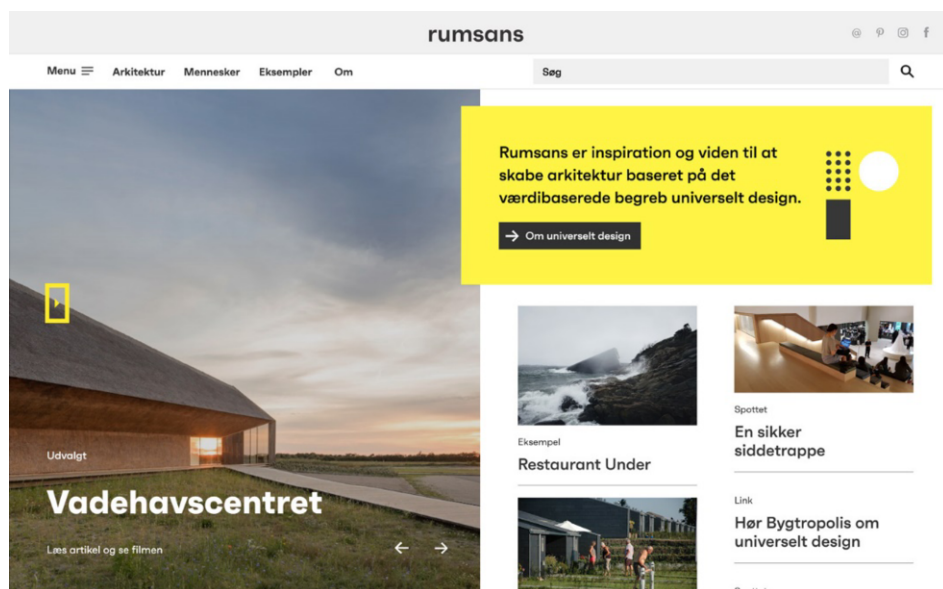 rumsans
Menu
Arkitektur
Mennesker
Eksempler
Om
Søg
Rumsans er inspiration og viden til at
skabe arkitektur baseret på det
værdibaserede begreb universelt design.
Om universelt design
Udvalgt
Vadehavscentret
Læs artikel og se filmen
Eksempel
Restaurant Under
Spottet
En sikker
siddetrappe
Link
Hør Bygtropolis om
universelt design